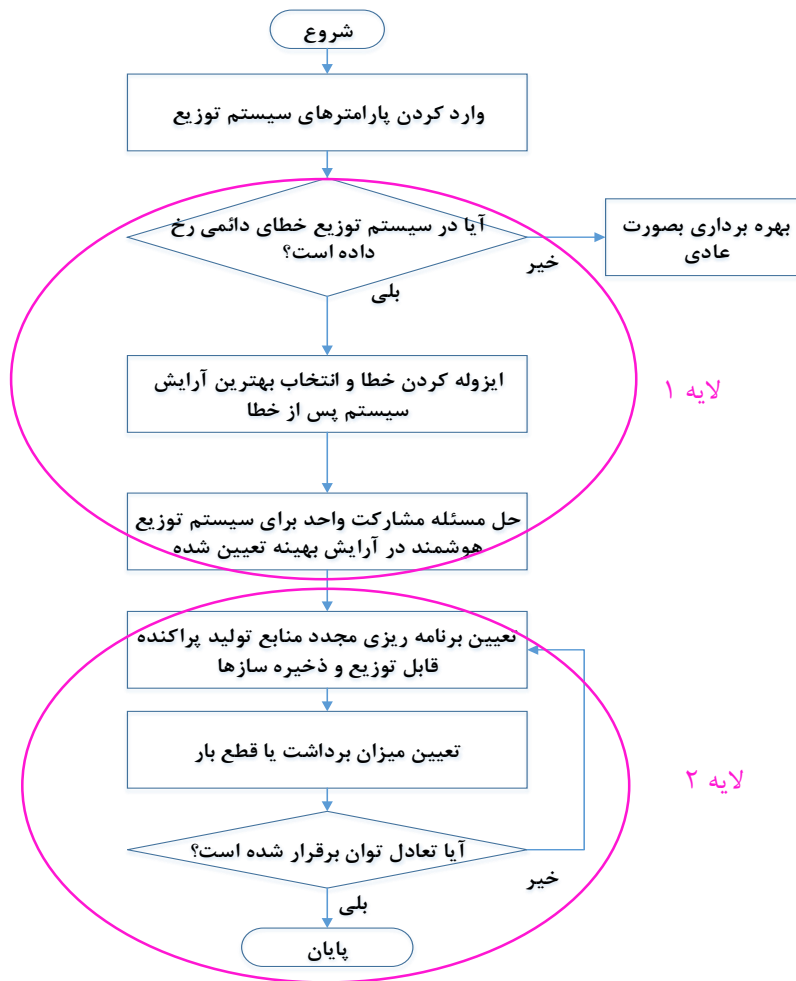 شروع
وارد کردن پارامترهای سیستم توزیع
آیا در سیستم توزیع خطای دائمی رخ
داده است؟
خیر
بهره برداری بصورت
عادی
بلی
ایزوله کردن خطا و انتخاب بهترین آرایش
سیستم پس از خطا
لایه ۱
حل مسئله مشارکت واحد برای سیستم توزیع
هوشمند در آرایش بهینه تعیین شده
تعیین برنامه ریزی مجدد منابع تولید پراکنده
قابل توزیع و ذخیره سازها
تعیین میزان برداشت یا قطع بار
لایه ۲
آیا تعادل توان برقرار شده است؟
خیر
بلی
پایان